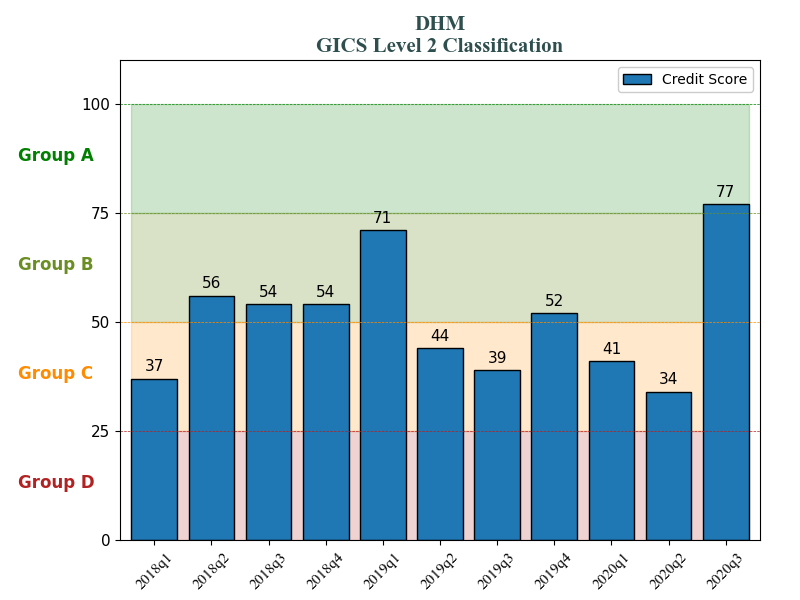 DHM
GICS Level 2 Classification
Credit Score
100
Group A
77
75
71
Group B
56
54
54
52
50
44
41
39
37
34
Group C
25
Group D
0
2018q1
2018q2
2018q3
2018q4
2019q1
2019q2
2019q3
2019q4
2020q1
2020q2
2020q3